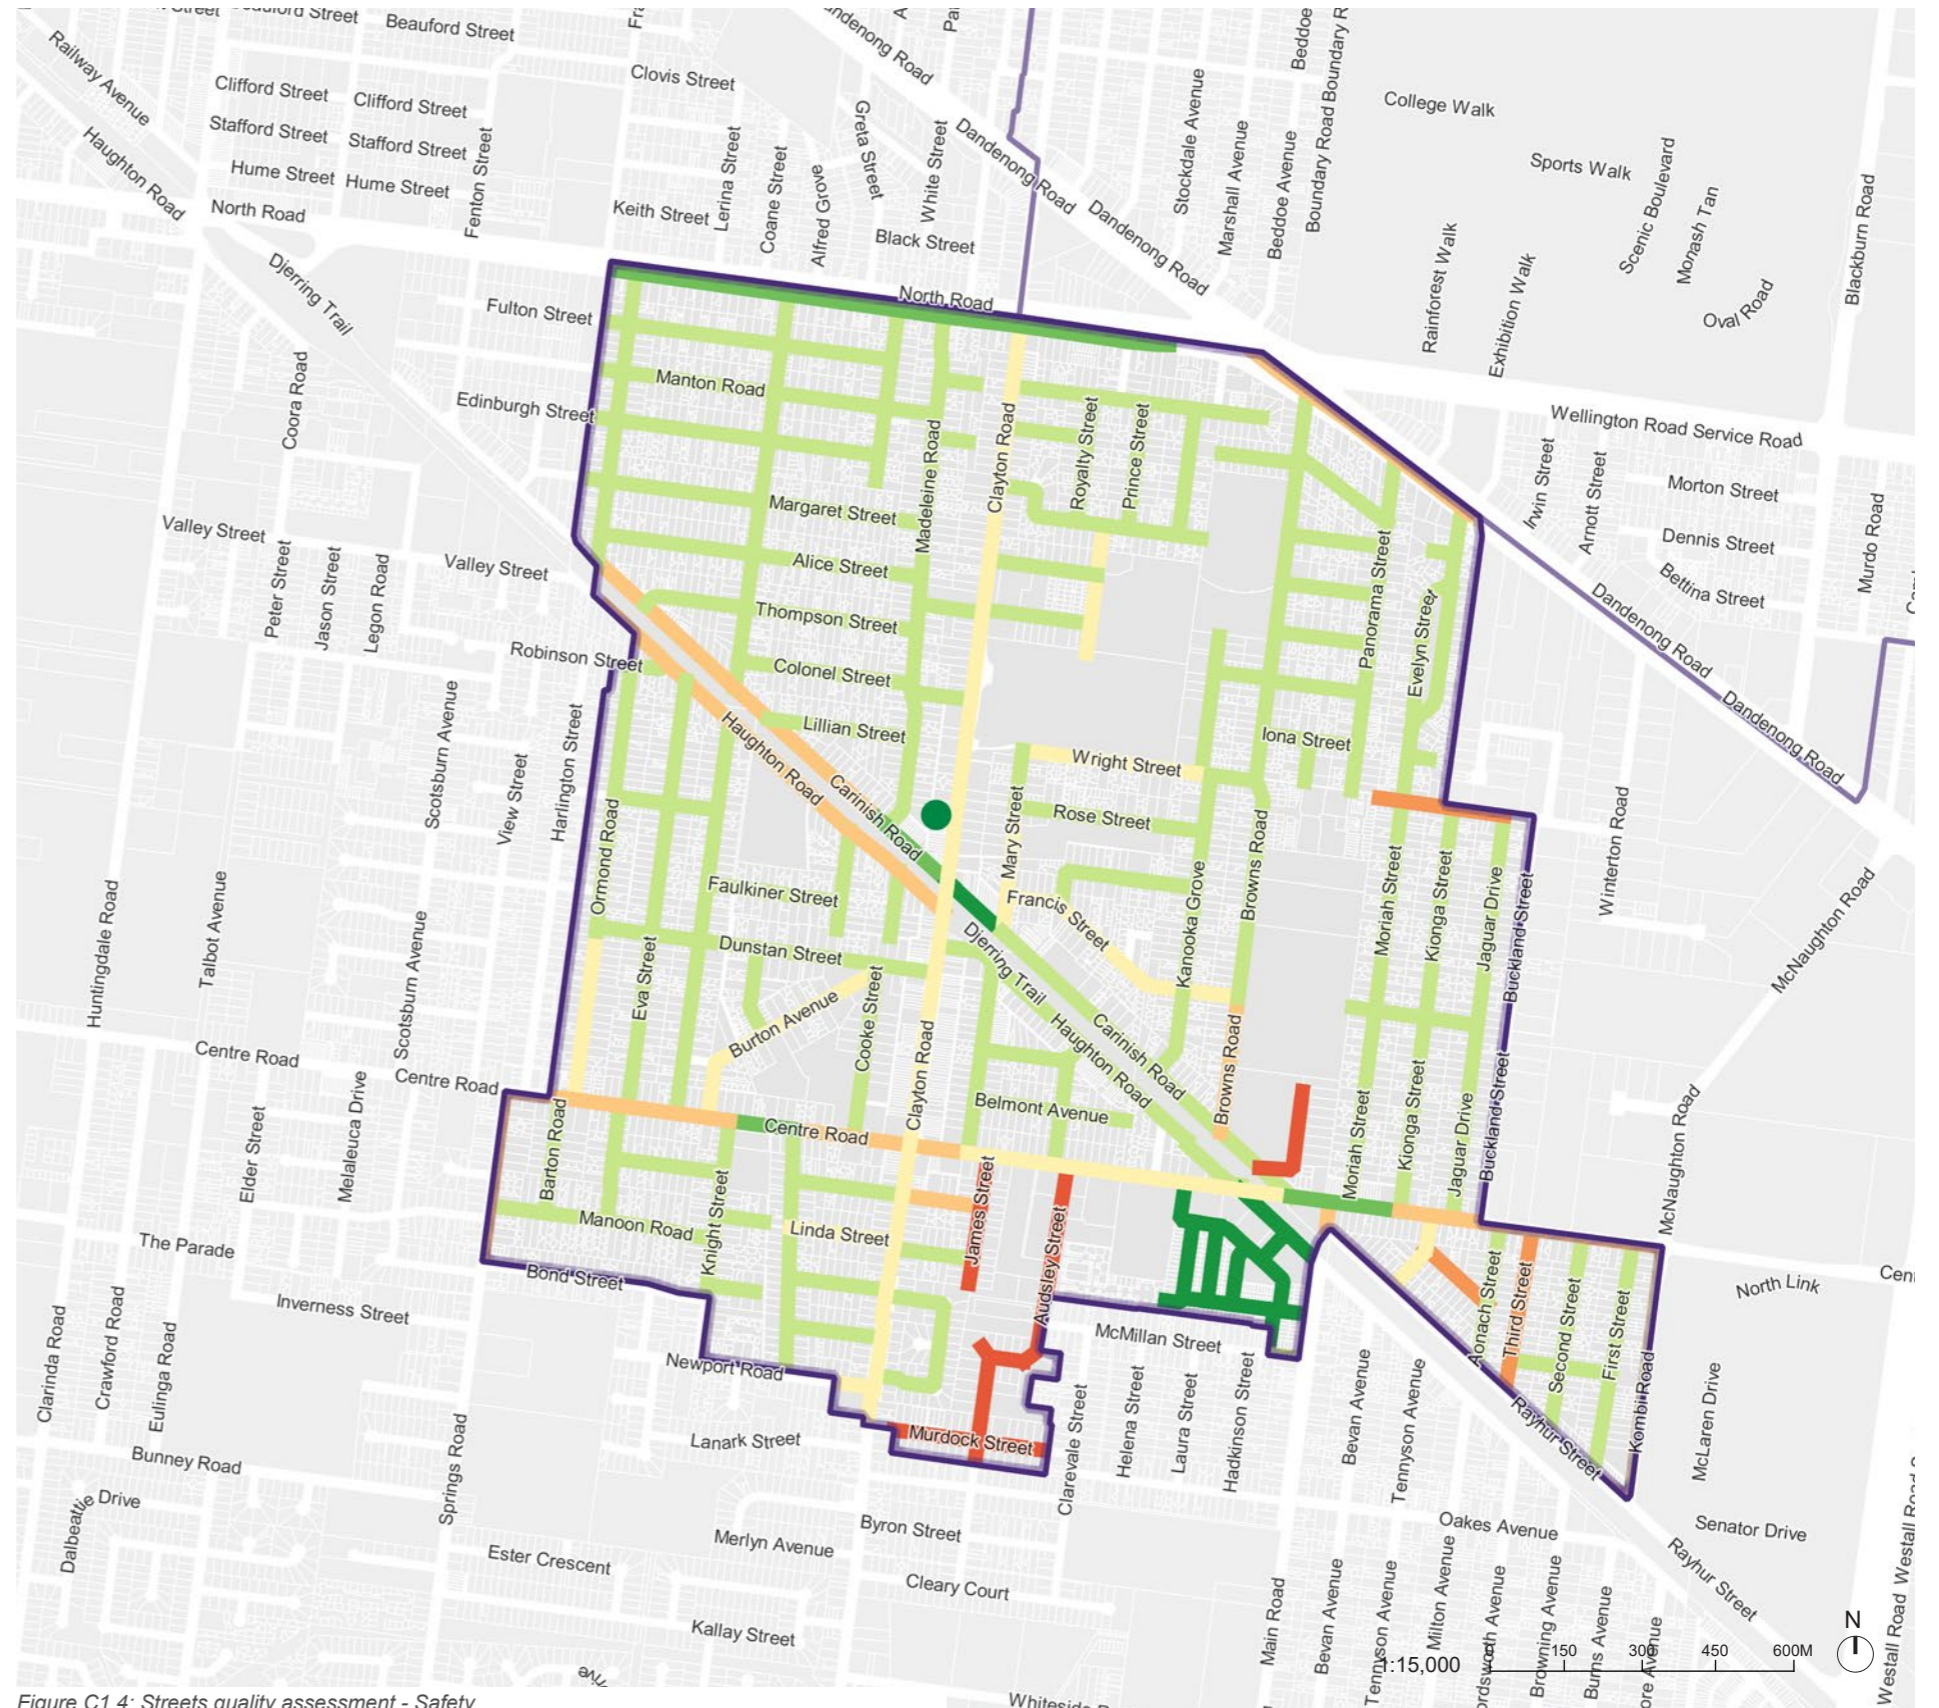 Beauford Street
Clovis Street
Dandenong Road
Railway Avenue
Clifford Street
Clifford Street
Stafford Street
Stafford Street
Hume Street
Hume Street
Haughton Road
North Road
Fenton Street
Keith Street
Lerina Street
Coane Street
Alfred Grove
Greta Street
White Street
Black Street
Dandenong Road
Dandenong Road
Stockdale Avenue
Marshall Avenue
Beddoe Avenue
Boundary Road
College Walk
Sports Walk
Scenic Boulevard
Monash Tan
Oval Road
Rainforest Walk
Exhibition Walk
Blackburn Road
Djerring Trail
Fulton Street
North Road
Coora Road
Edinburgh Street
Manton Road
Madeleine Road
Clayton Road
Royalty Street
Prince Street
Wellington Road Service Road
Irwin Street
Arnott Street
Morton Street
Dennis Street
Bettina Street
Murdo Road
Margaret Street
Valley Street
Valley Street
Peter Street
Jason Street
Legon Road
Alice Street
Thompson Street
Panorama Street
Evelyn Street
Dandenong Road
Dandenong Road
Robinson Street
Colonel Street
Lillian Street
Haughton Road
Carinish Road
Iona Street
Wright Street
Rose Street
Mary Street
Scotsburn Avenue
View Street
Harlington Street
Ormond Road
Faulkiner Street
Francis Street
Kanooka Grove
Browns Road
Moriah Street
Kionga Street
Jaguar Drive
Buckland Street
Winterton Road
McNaughton Road
Huntingdale Road
Talbot Avenue
Scotsburn Avenue
Eva Street
Dunstan Street
Djerring Trail
Burton Avenue
Cooke Street
Clayton Road
Haughton Road
Carinish Road
Browns Road
Belmont Avenue
Centre Road
Centre Road
Centre Road
Elder Street
Melaleuca Drive
Barton Road
Moriah Street
Kionga Street
Jaguar Drive
Buckland Street
McNaughton Road
Manoon Road
Knight Street
Linda Street
James Street
Audsley Street
The Parade
Bond Street
Inverness Street
Clarinda Road
Crawford Road
Eulinga Road
Newport Road
McMillan Street
Aonach Street
Third Street
Second Street
First Street
Kombi Road
Rayhur Street
North Link
McLaren Drive
Clarevale Street
Helena Street
Laura Street
Hadkinson Street
Bevan Avenue
Tennyson Avenue
Murdock Street
Lanark Street
Springs Road
Bunney Road
Dalbeattie Drive
Byron Street
Merlyn Avenue
Ester Crescent
Cleary Court
Kallay Street
Oakes Avenue
Senator Drive
Rayhur Street
Main Road
Bevan Avenue
Tennyson Avenue
Milton Avenue
Browning Avenue
Burns Avenue
Westall Road
Westall Road
N
1:15,000
0 150 300 450 600M
Figure C1.4: Streets quality assessment - Safety